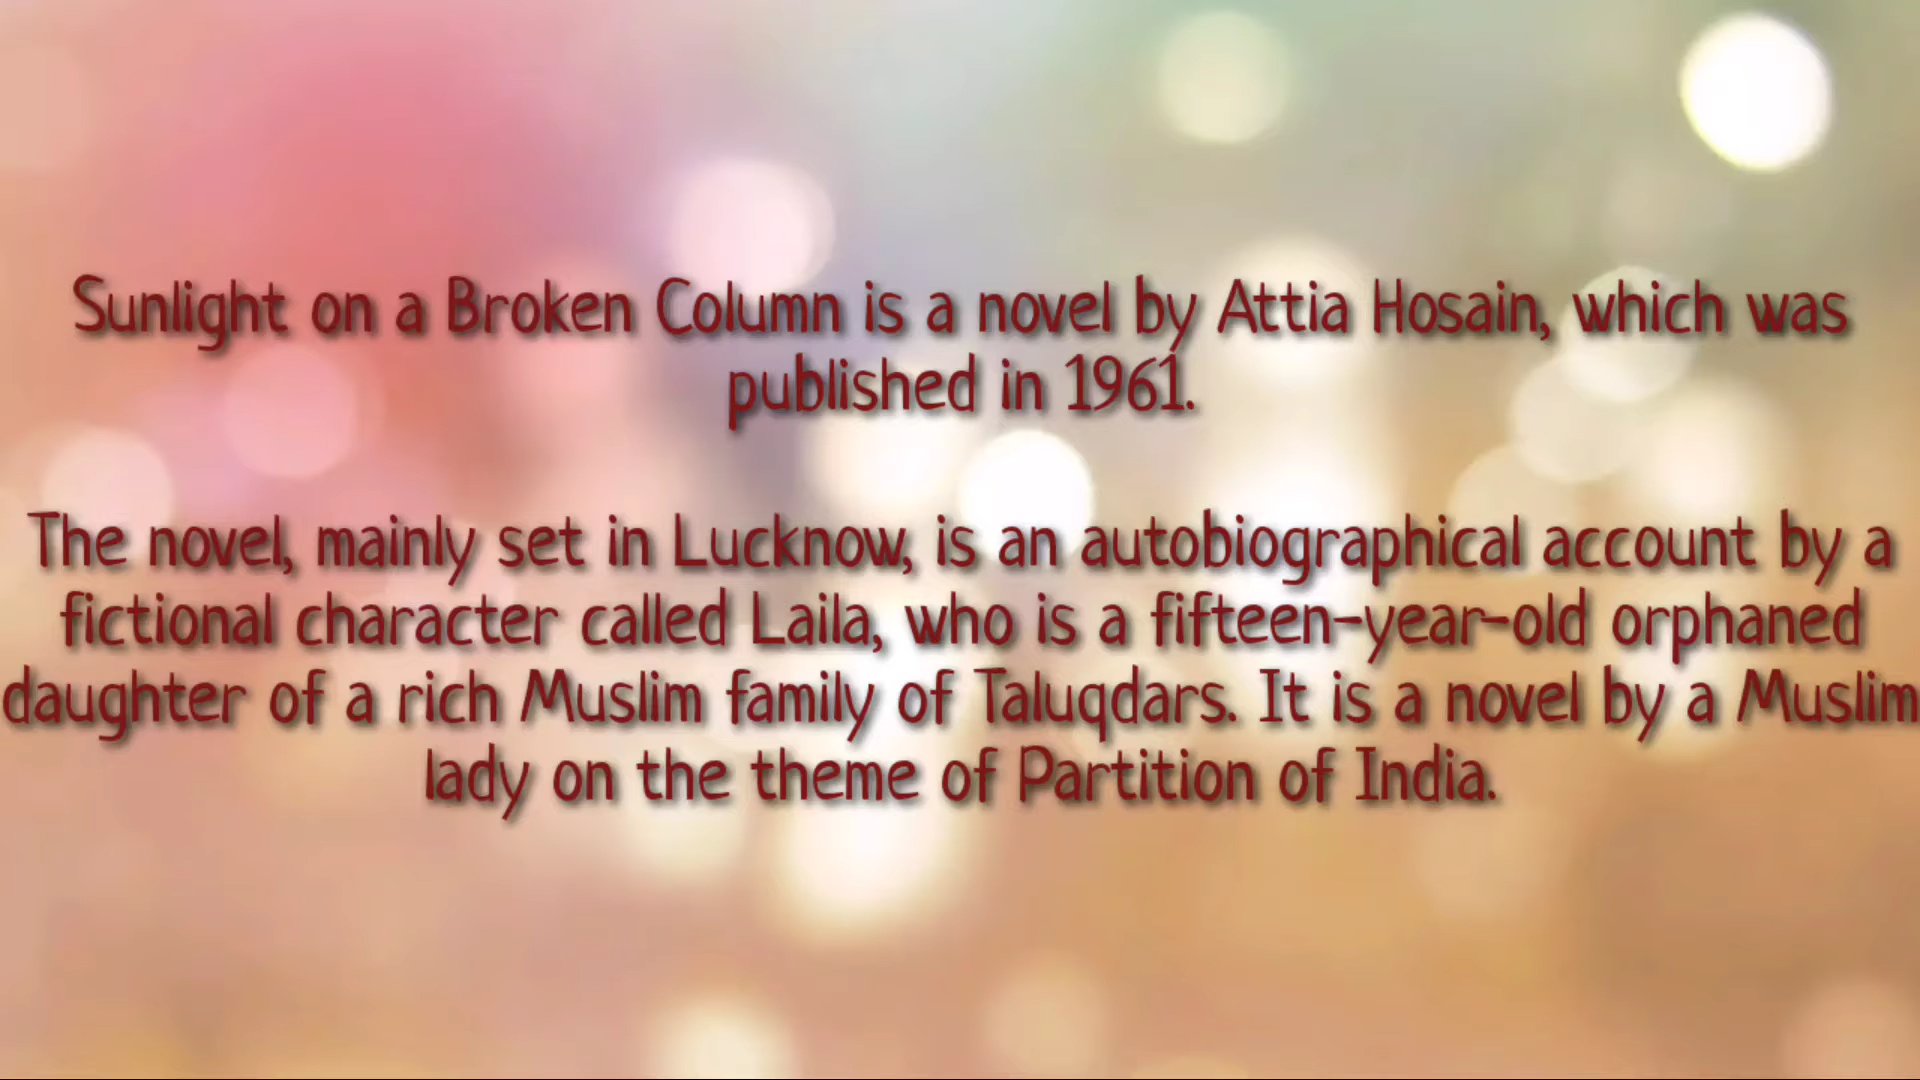 Sunlight on a Broken Column is a novel by Attia Hosain, which was
published in 1961.
The novel, mainly set in Lucknow, is an autobiographical account by a
fictional character called Laila, who is a fifteen-year-old orphaned
daughter of a rich Muslim family of Taluqdars. It is a novel by a Muslim
lady on the theme of Partition of India.